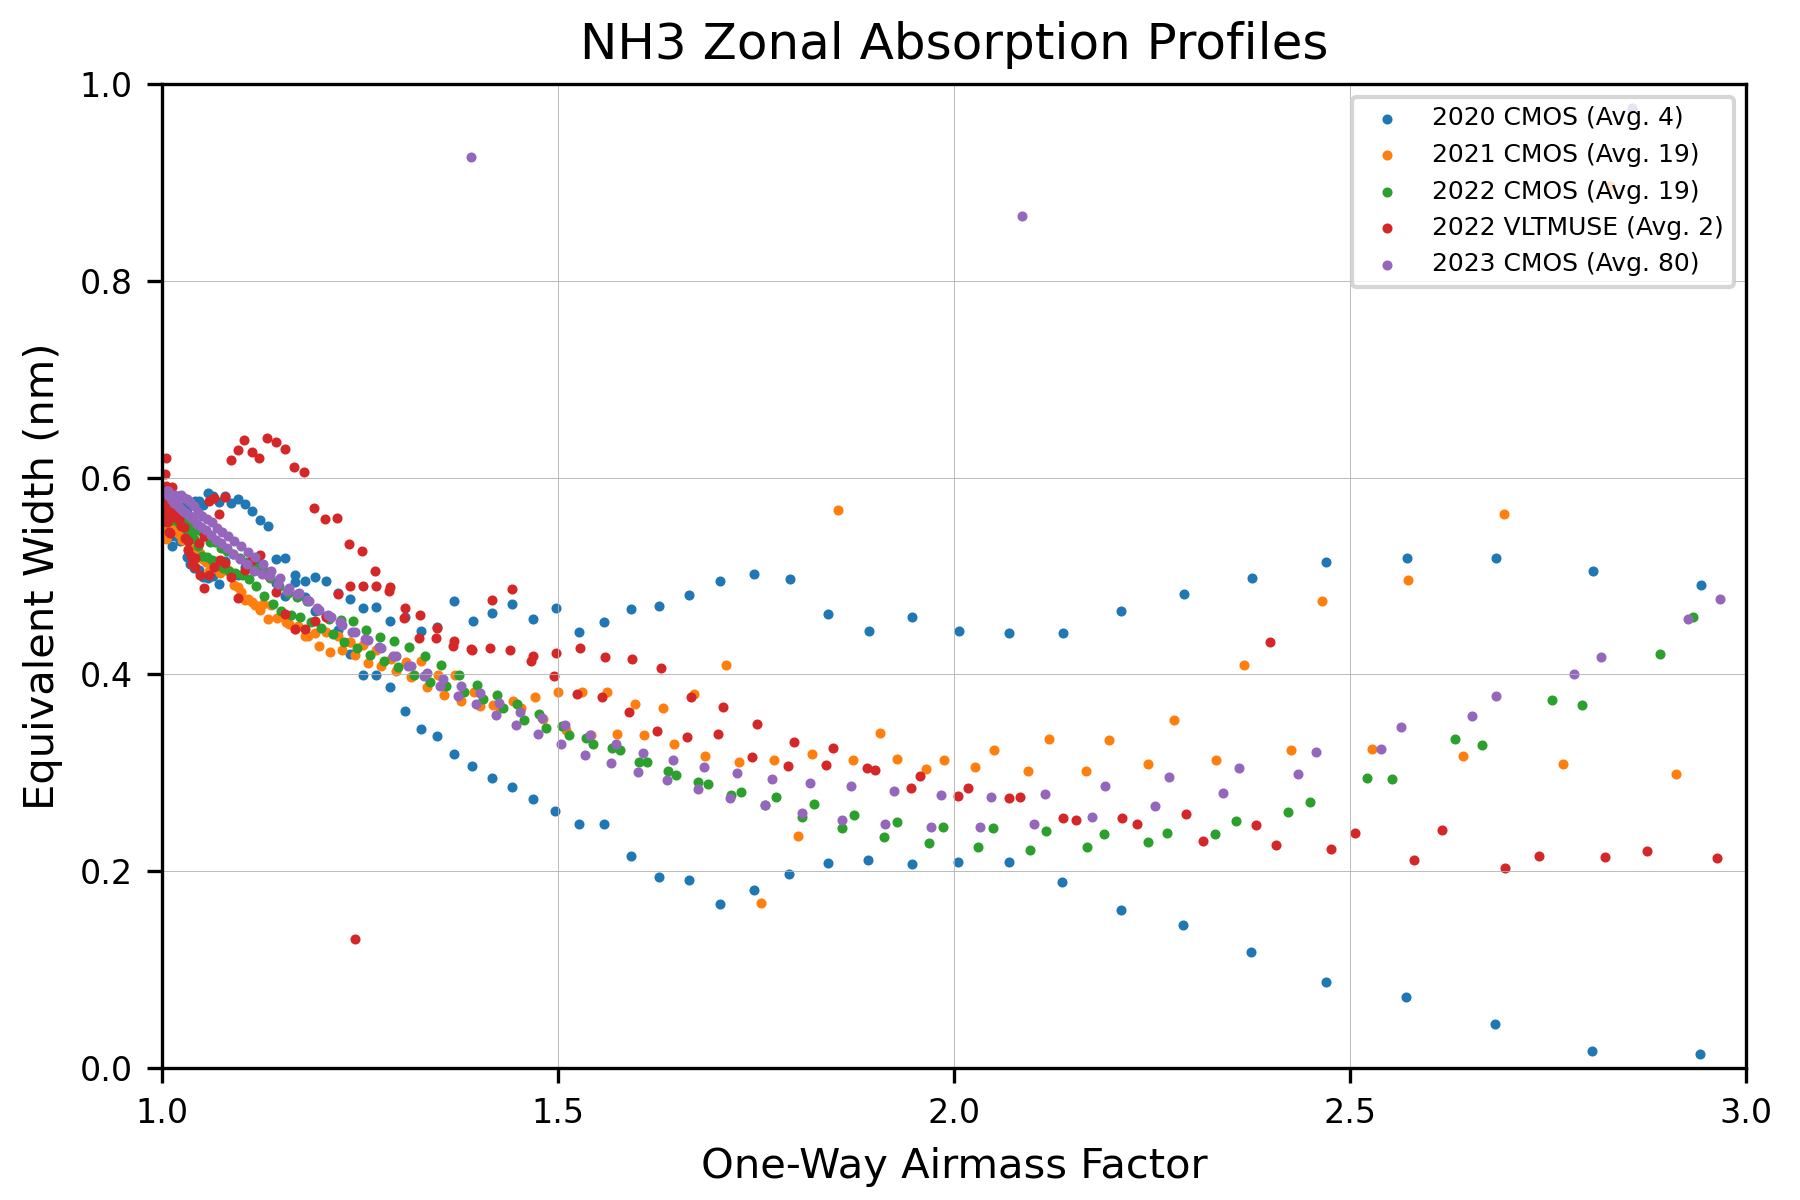 NH3 Zonal Absorption Profiles
1.0
0.8
0.6
0.4
0.2
0.0
Equivalent Width (nm)
2020 CMOS (Avg. 4)
2021 CMOS (Avg. 19)
2022 CMOS (Avg. 19)
2022 VLTMUSE (Avg. 2)
2023 CMOS (Avg. 80)
1.0 1.5 2.0 2.5 3.0
One-Way Airmass Factor